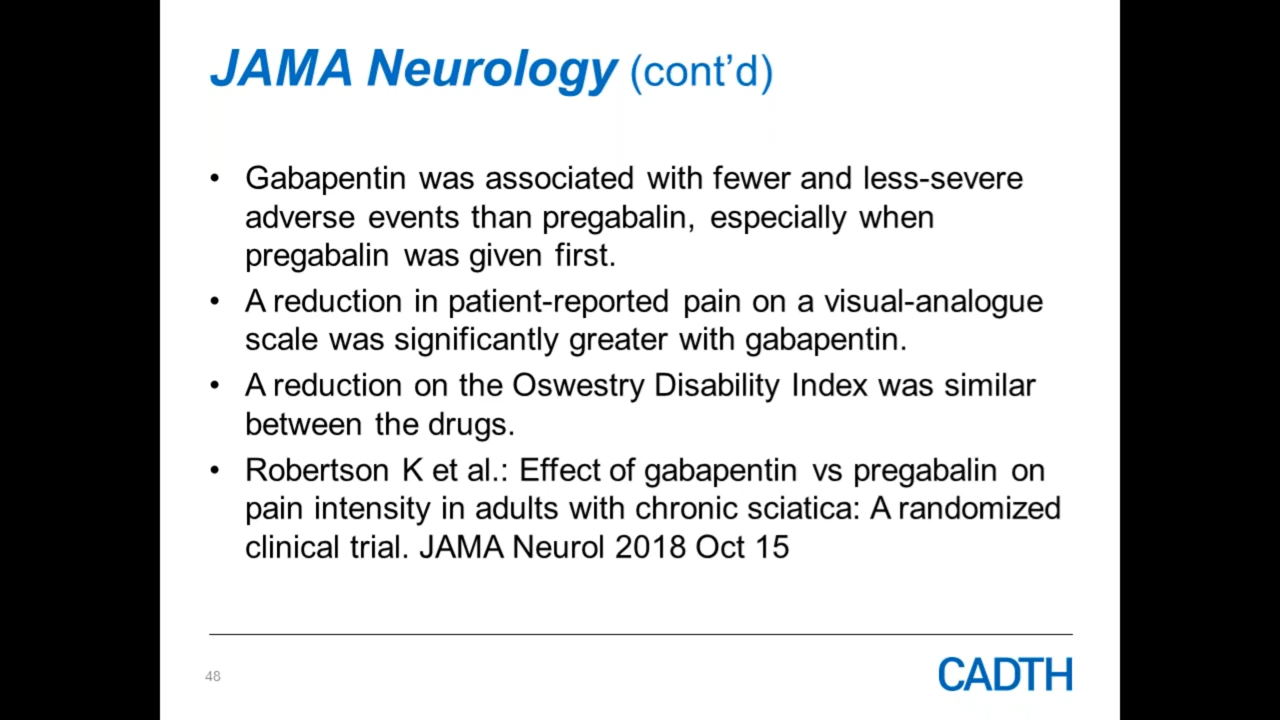 JAMA Neurology (cont’d)
• Gabapentin was associated with fewer and less-severe
adverse events than pregabalin, especially when
pregabalin was given first.
• A reduction in patient-reported pain on a visual-analogue
scale was significantly greater with gabapentin.
• A reduction on the Oswestry Disability Index was similar
between the drugs.
• Robertson K et al.: Effect of gabapentin vs pregabalin on
pain intensity in adults with chronic sciatica: A randomized
clinical trial. JAMA Neurol 2018 Oct 15
48
CADTH